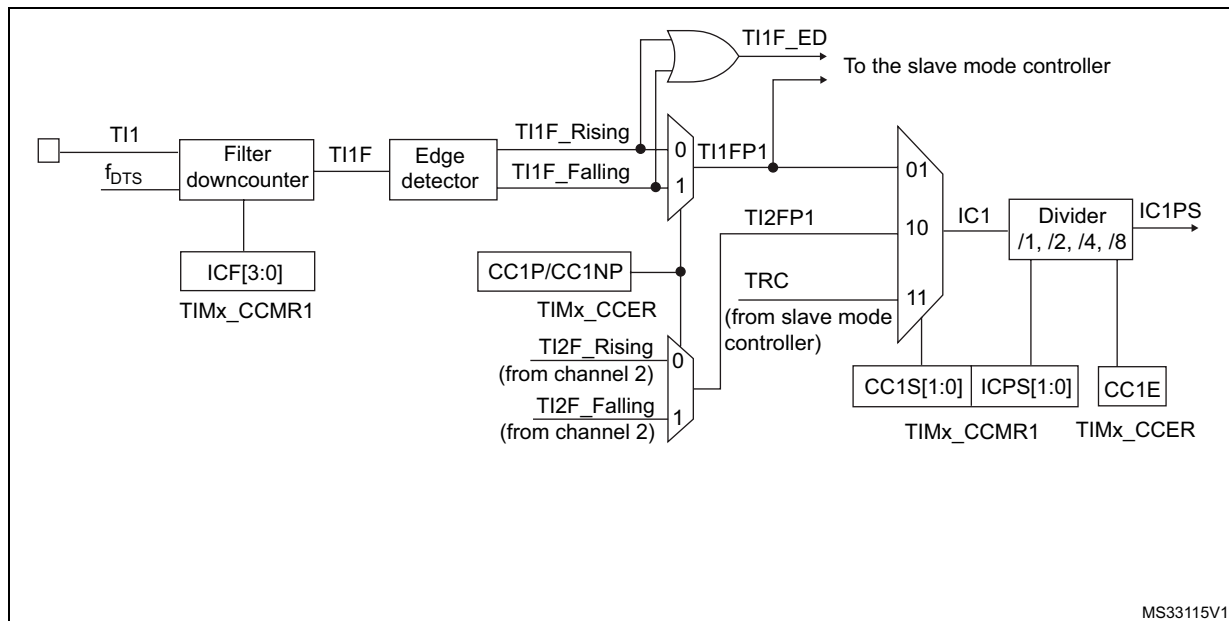 TI1F_ED
To the slave mode controller
TI1
f_DTS
Filter
downcounter
TI1F
Edge
detector
TI1F_Rising
TI1F_Falling
0
1
TI1FP1
01
TI2FP1
10
IC1
Divider
/1, /2, /4, /8
IC1PS
ICF[3:0]
TIMx_CCMR1
CC1P/CC1NP
TIMx_CCER
TRC
11
(from slave mode
controller)
TI2F_Rising
(from channel 2)
0
TI2F_Falling
(from channel 2)
1
CC1S[1:0]
ICPS[1:0]
CC1E
TIMx_CCMR1
TIMx_CCER
MS33115V1